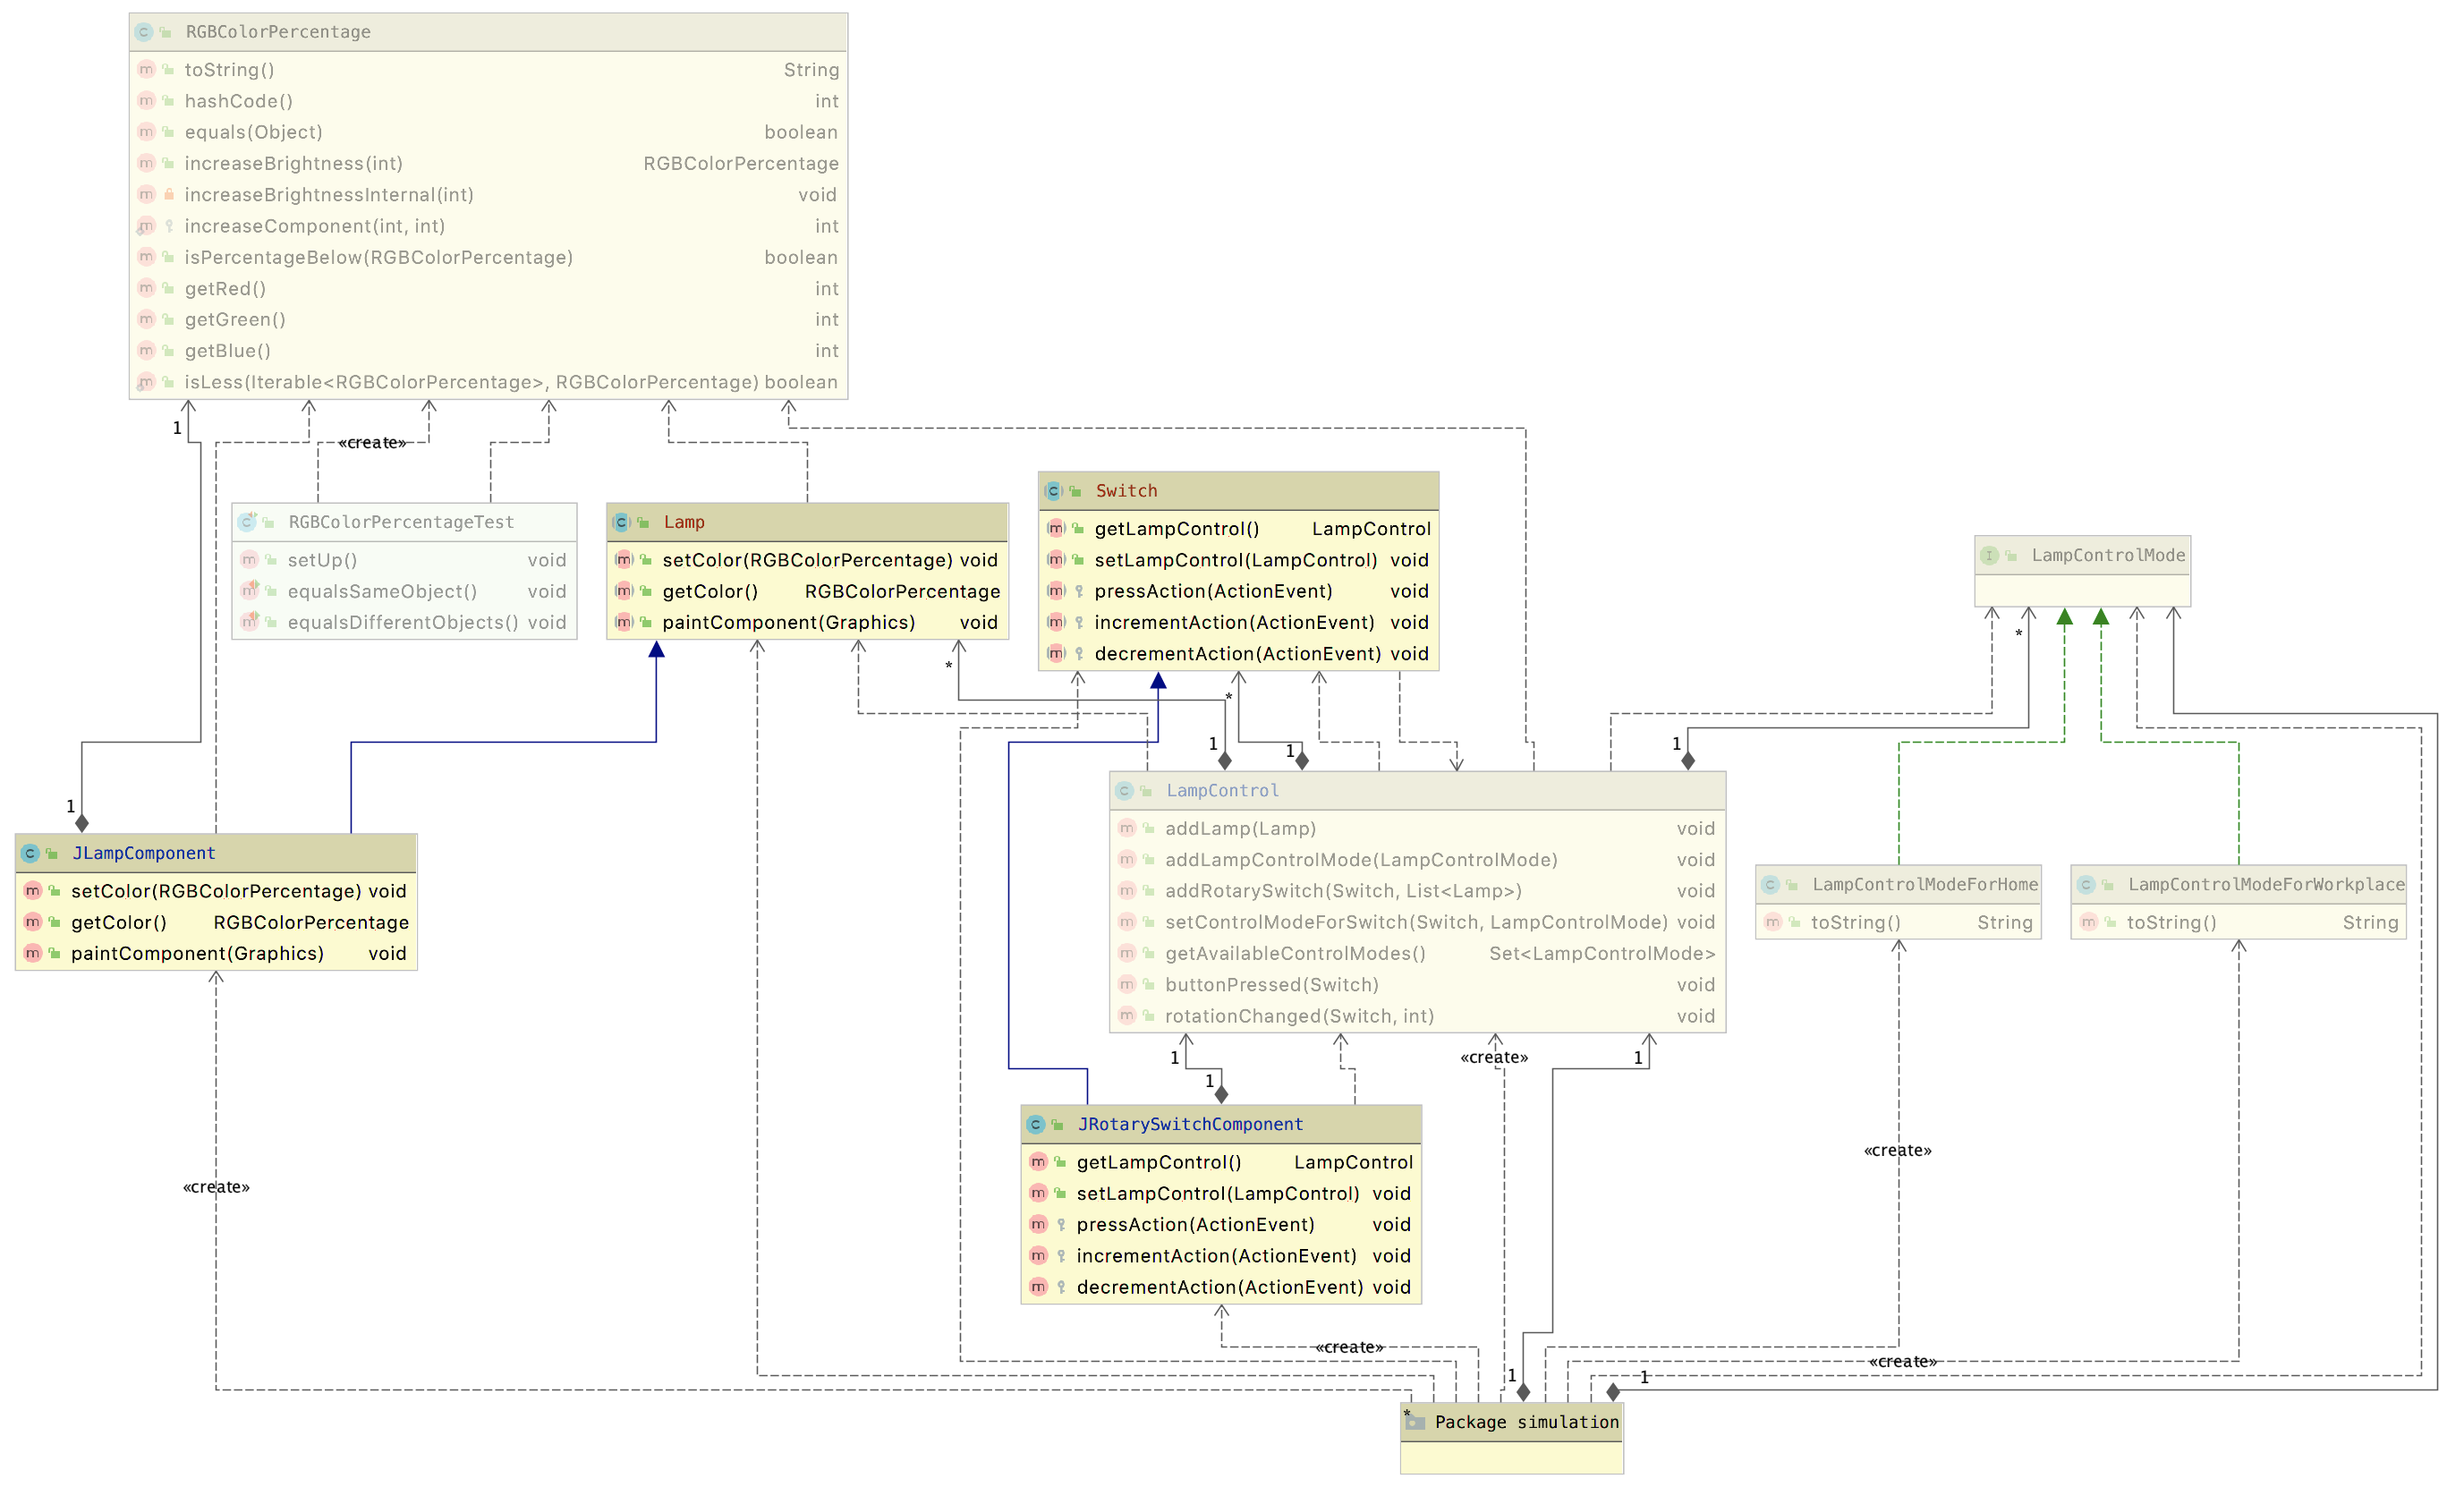 RGBColorPercentage
toString() String
hashCode() int
equals(Object) boolean
increaseBrightness(int) RGBColorPercentage
increaseBrightnessInternal(int) void
increaseComponent(int, int) int
isPercentageBelow(RGBColorPercentage) boolean
getRed() int
getGreen() int
getBlue() int
isLess(Iterable<RGBColorPercentage>, RGBColorPercentage) boolean
1
«create»
RGBColorPercentageTest
setUp() void
equalsSameObject() void
equalsDifferentObjects() void
Lamp
setColor(RGBColorPercentage) void
getColor() RGBColorPercentage
paintComponent(Graphics) void
Switch
getLampControl() LampControl
setLampControl(LampControl) void
pressAction(ActionEvent) void
incrementAction(ActionEvent) void
decrementAction(ActionEvent) void
LampControlMode
*
*
*
1
1
1
1
JLampComponent
setColor(RGBColorPercentage) void
getColor() RGBColorPercentage
paintComponent(Graphics) void
LampControl
addLamp(Lamp) void
addLampControlMode(LampControlMode) void
addRotarySwitch(Switch, List<Lamp>) void
setControlModeForSwitch(Switch, LampControlMode) void
getAvailableControlModes() Set<LampControlMode>
buttonPressed(Switch) void
rotationChanged(Switch, int) void
LampControlModeForHome
toString() String
LampControlModeForWorkplace
toString() String
1
«create»
1
1
JRotarySwitchComponent
getLampControl() LampControl
setLampControl(LampControl) void
pressAction(ActionEvent) void
incrementAction(ActionEvent) void
decrementAction(ActionEvent) void
«create»
«create»
«create»
«create»
1
1
*
Package simulation